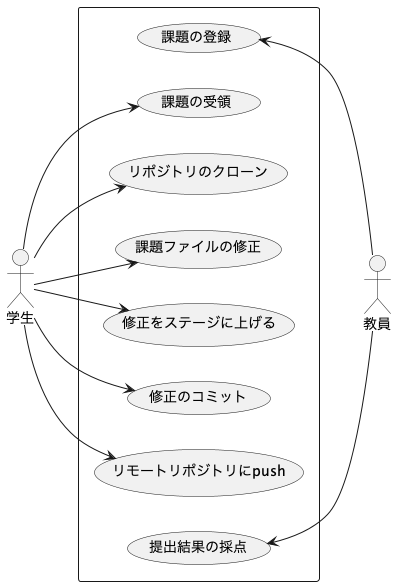 課題の登録
課題の受領
リポジトリのクローン
課題ファイルの修正
学生
教員
修正をステージに上げる
修正のコミット
リモートリポジトリにpush
提出結果の採点